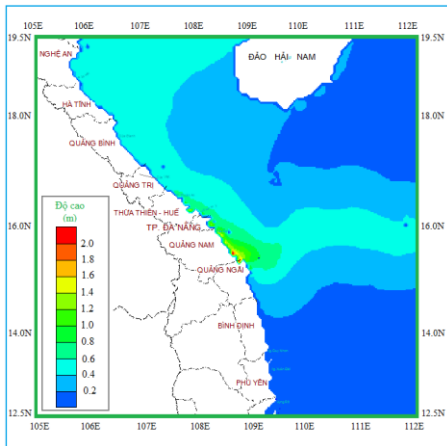 105E 106E 107E 108E 109E 110E 111E 112E
19.5N 19.5N
NGHỆ AN
ĐẢO HẢI NAM
HÀ TĨNH
18.0N 18.0N
QUẢNG BÌNH
QUẢNG TRỊ
THỪA THIÊN - HUẾ
TP. ĐÀ NẴNG
16.0N 16.0N
QUẢNG NAM
QUẢNG NGÃI
Độ cao
(m)
2.0
1.8
1.6
1.4
1.2
1.0
0.8
0.6
0.4
0.2
14.0N 14.0N
BÌNH ĐỊNH
PHÚ YÊN
12.5N 12.5N
105E 106E 107E 108E 109E 110E 111E 112E